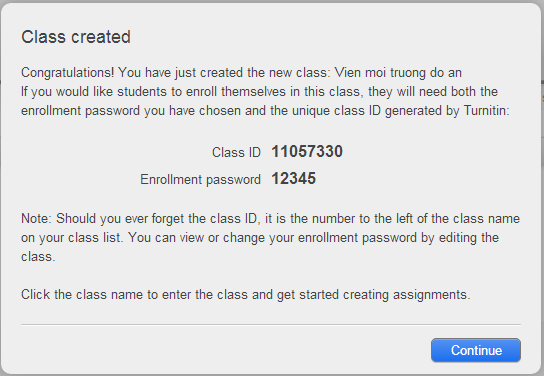 Class created
Congratulations! You have just created the new class: Vien moi truong do an
If you would like students to enroll themselves in this class, they will need both the
enrollment password you have chosen and the unique class ID generated by Turnitin:
Class ID 11057330
Enrollment password 12345
Note: Should you ever forget the class ID, it is the number to the left of the class name
on your class list. You can view or change your enrollment password by editing the
class.
Click the class name to enter the class and get started creating assignments.
Continue